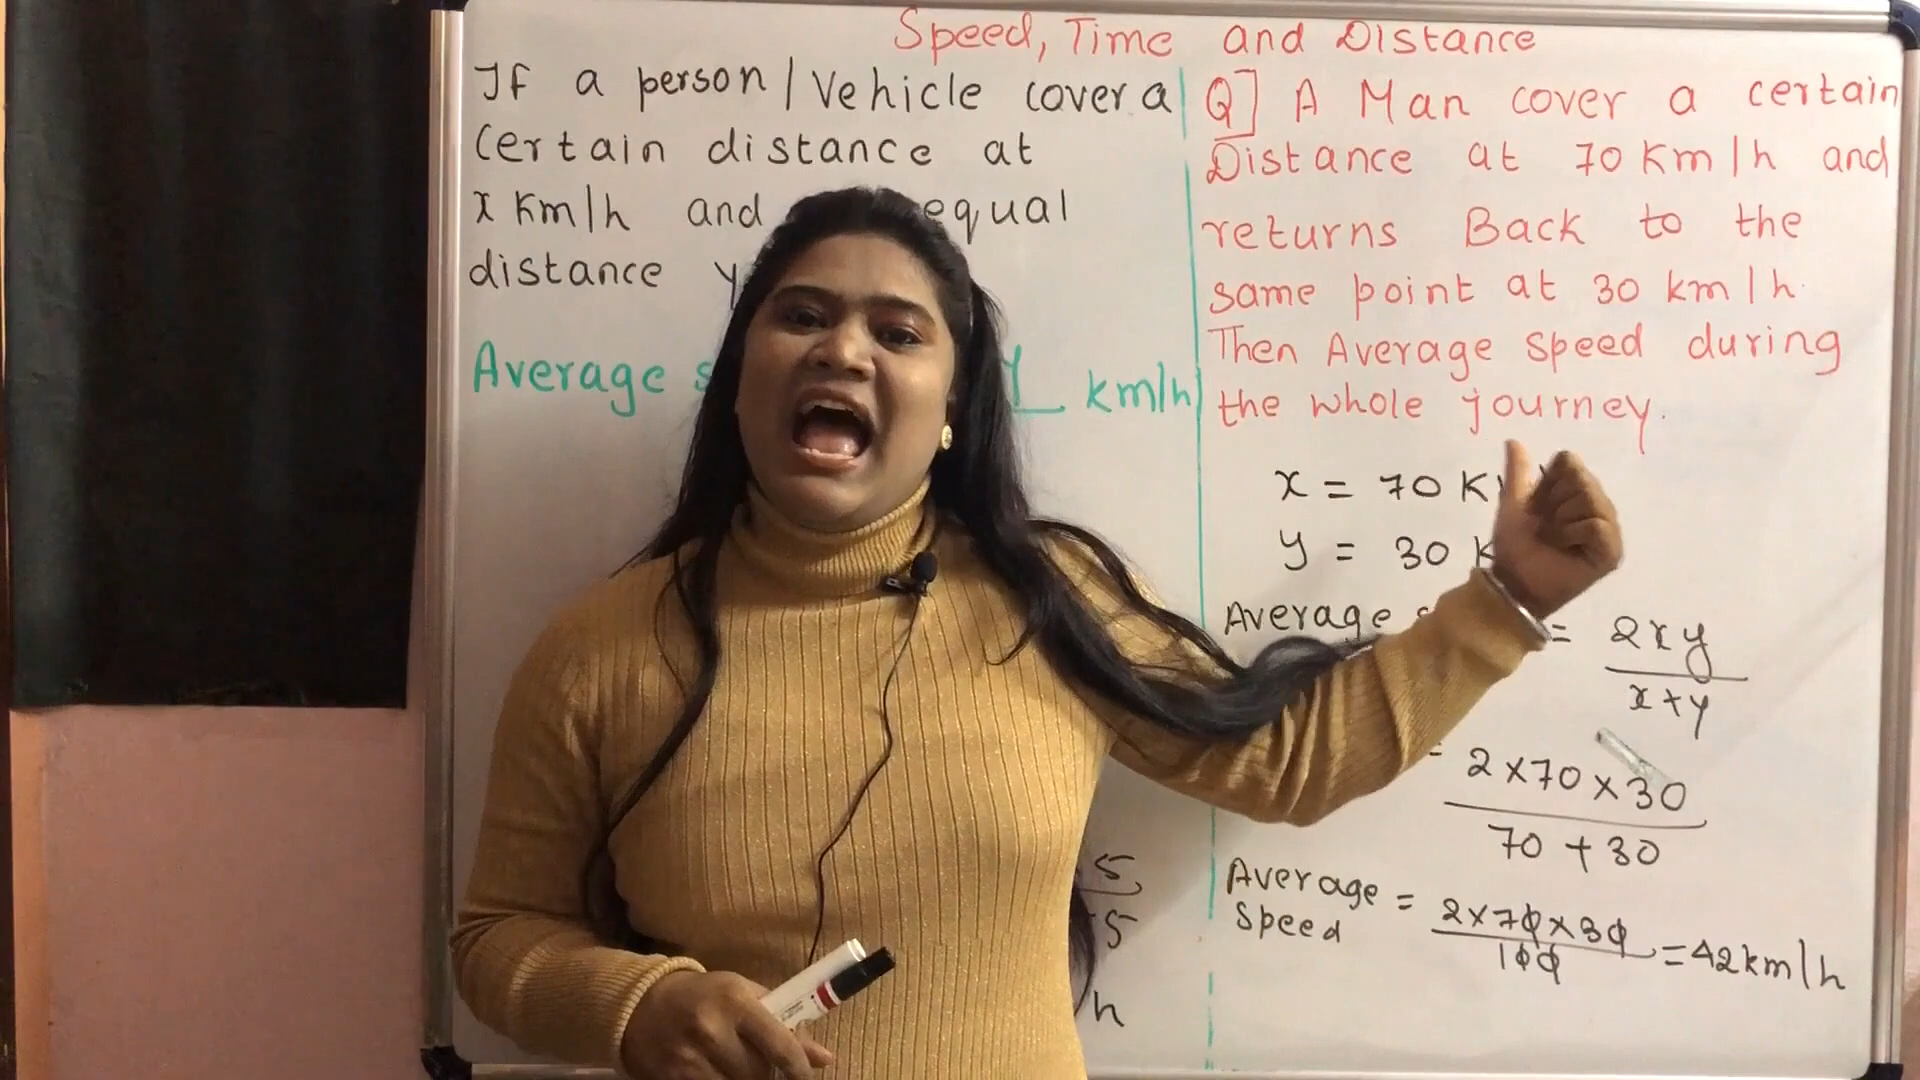 Speed, Time and Distance
If a person/Vehicle cover a
Certain distance at
x Km/h and equal
distance y
Average s
y km/h
5
5
h
Q] A Man cover a certain
Distance at 70 Km/h and
returns Back to the
same point at 30 km/h.
Then Average speed during
the whole journey.
x = 70 K
y = 30 K
Average s = 2xy
x+y
= 2×70×30
70 + 30
Average Speed = 2×70×30
100
=42km/h